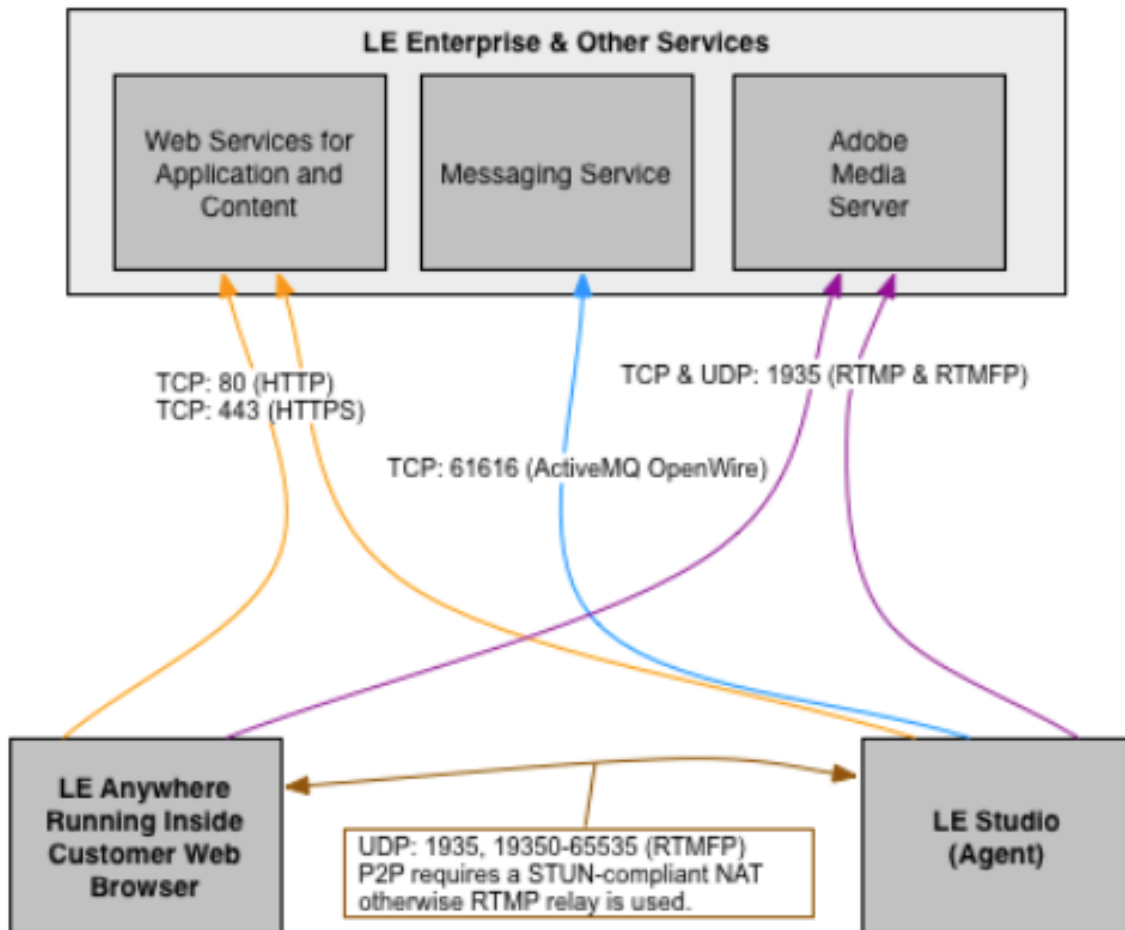 LE Enterprise & Other Services
Web Services for
Application and
Content
Messaging Service
Adobe
Media
Server
TCP: 80 (HTTP)
TCP: 443 (HTTPS)
TCP & UDP: 1935 (RTMP & RTMFP)
TCP: 61616 (ActiveMQ OpenWire)
LE Anywhere
Running Inside
Customer Web
Browser
UDP: 1935, 19350-65535 (RTMFP)
P2P requires a STUN-compliant NAT
otherwise RTMP relay is used.
LE Studio
(Agent)